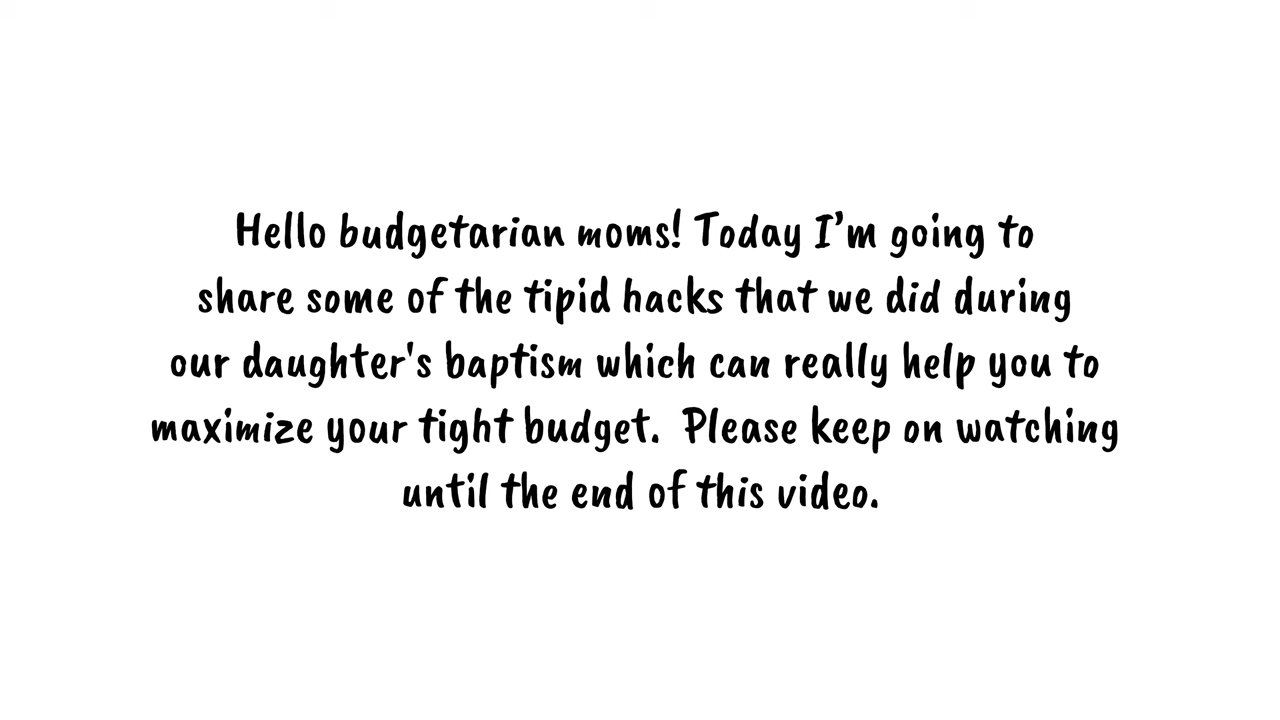 Hello budgetarian moms! Today I’m going to
share some of the tipid hacks that we did during
our daughter's baptism which can really help you to
maximize your tight budget.  Please keep on watching
until the end of this video.